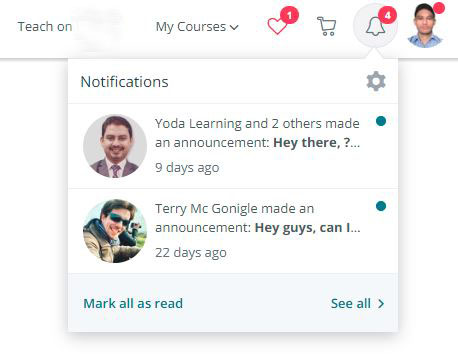 Teach on
My Courses
1
4
Notifications
Yoda Learning and 2 others made
an announcement: Hey there, ?...
9 days ago
Terry Mc Gonigle made an
announcement: Hey guys, can I...
22 days ago
Mark all as read
See all